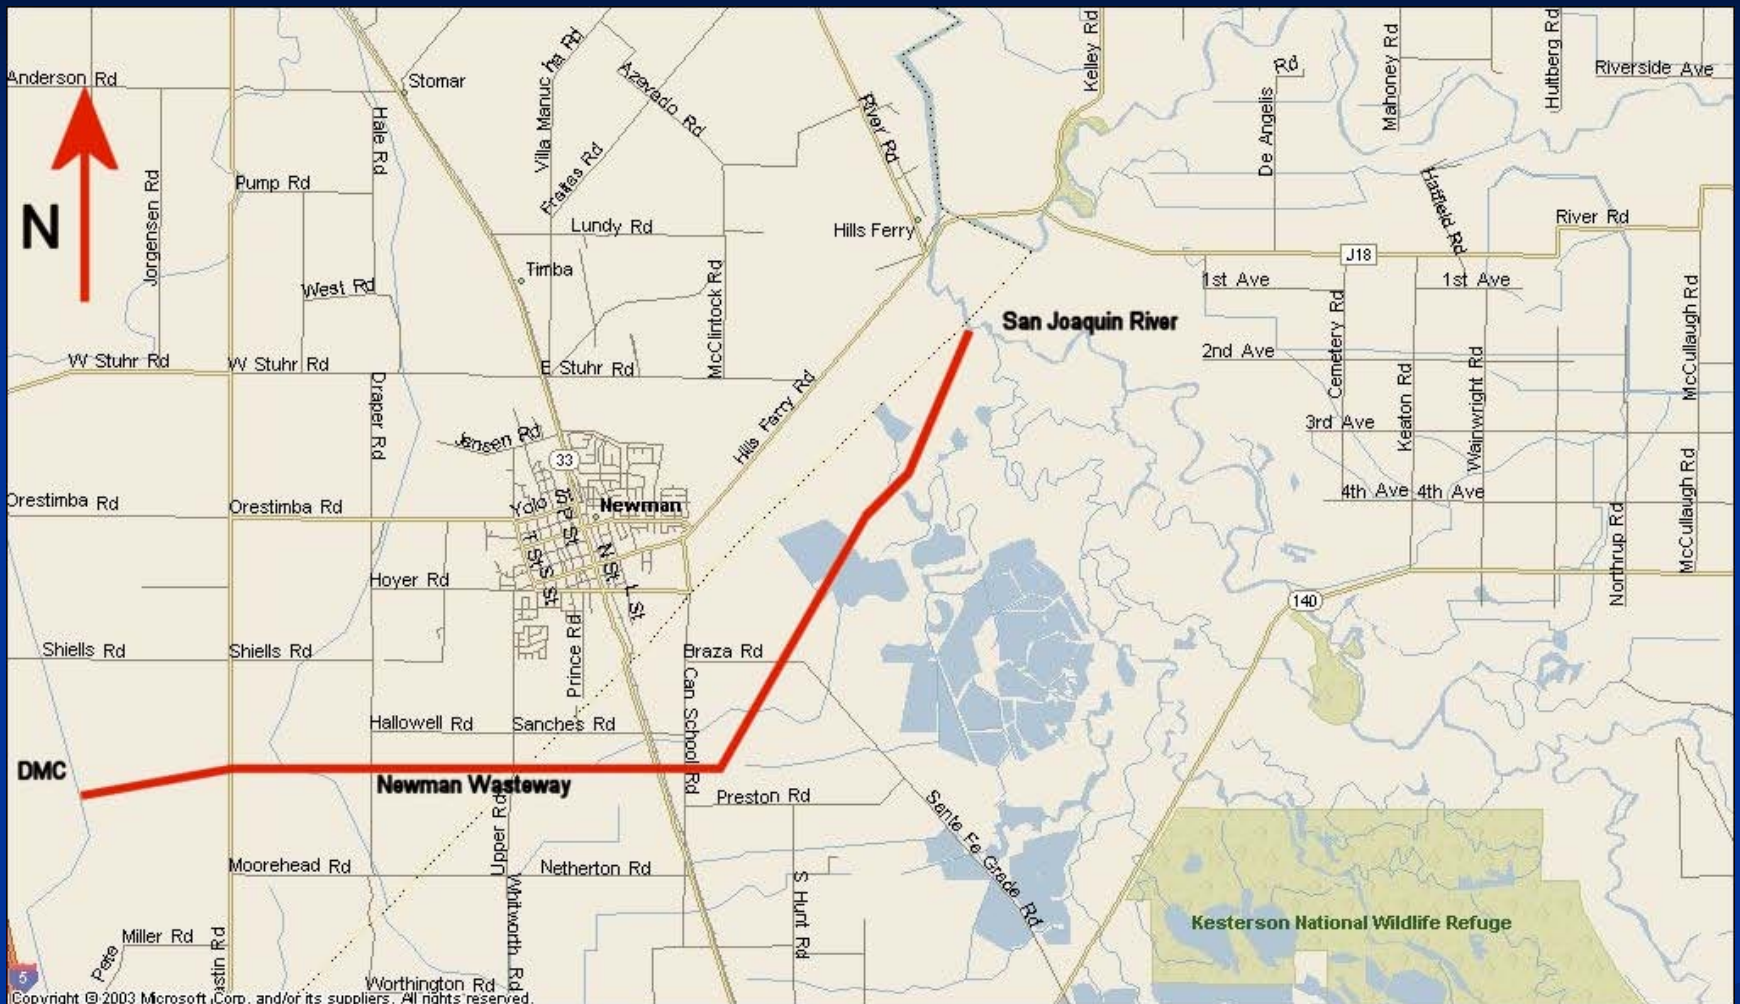 Anderson Rd
Stomar
Villa Manucha Rd
Azevedo Rd
River Rd
Kelley Rd
Rd
De Angelis
Mahoney Rd
Hultberg Rd
Riverside Ave
N
Jorgensen Rd
Hale Rd
Pump Rd
Freitas Rd
Lundy Rd
Hills Ferry
Hatfield Rd
River Rd
J18
Timba
West Rd
McClintock Rd
1st Ave
1st Ave
San Joaquin River
Cemetery Rd
McCullaugh Rd
W Stuhr Rd
W Stuhr Rd
E Stuhr Rd
2nd Ave
Draper Rd
Hills Ferry Rd
Keaton Rd
Wainwright Rd
3rd Ave
Jensen Rd
33
4th Ave
4th Ave
Orestimba Rd
Orestimba Rd
Yolo
Newman
P St
T St
S St
N St
L St
Northrup Rd
McCullaugh Rd
Hoyer Rd
140
Shiells Rd
Shiells Rd
Prince Rd
Braza Rd
Can School Rd
Hallowell Rd
Sanches Rd
DMC
Newman Wasteway
Preston Rd
Upper Rd
Sante Fe Grade Rd
Moorehead Rd
Netherton Rd
Whitworth Rd
S Hunt Rd
Kesterson National Wildlife Refuge
Miller Rd
Pete
astin Rd
5
Worthington Rd
Copyright © 2003 Microsoft Corp. and/or its suppliers. All rights reserved.